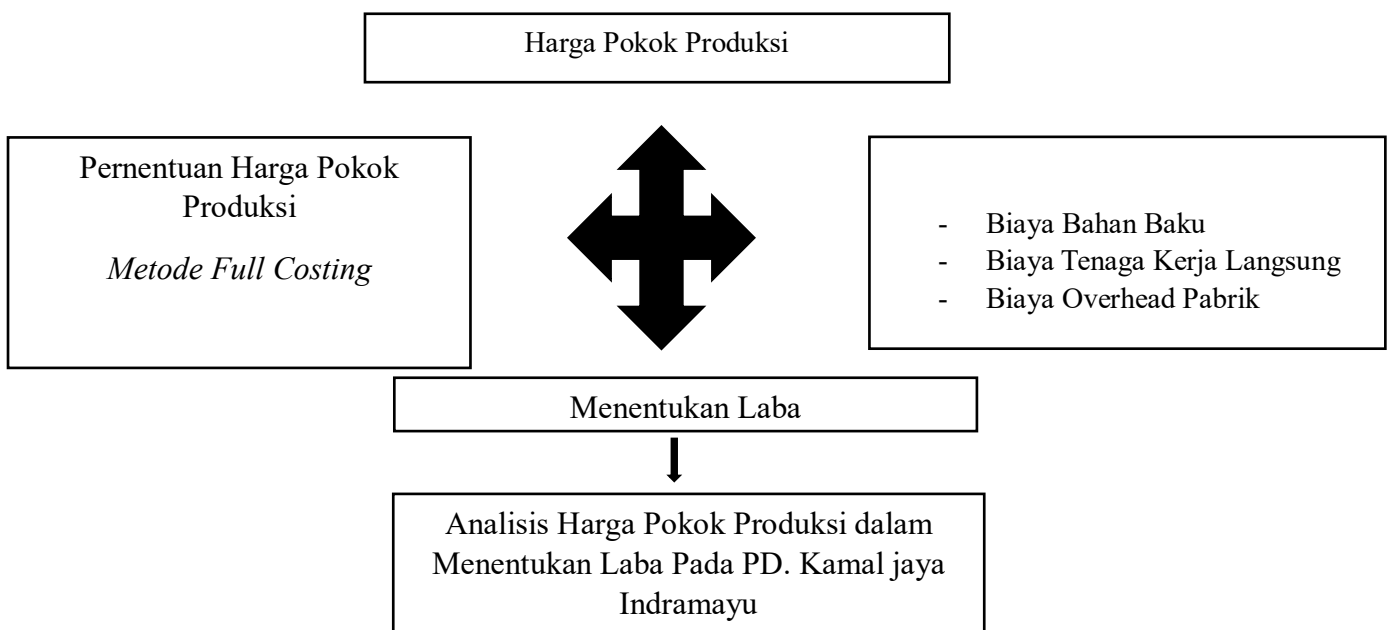 Harga Pokok Produksi
Pernentuan Harga Pokok
Produksi
Metode Full Costing
- Biaya Bahan Baku
- Biaya Tenaga Kerja Langsung
- Biaya Overhead Pabrik
Menentukan Laba
Analisis Harga Pokok Produksi dalam
Menentukan Laba Pada PD. Kamal jaya
Indramayu